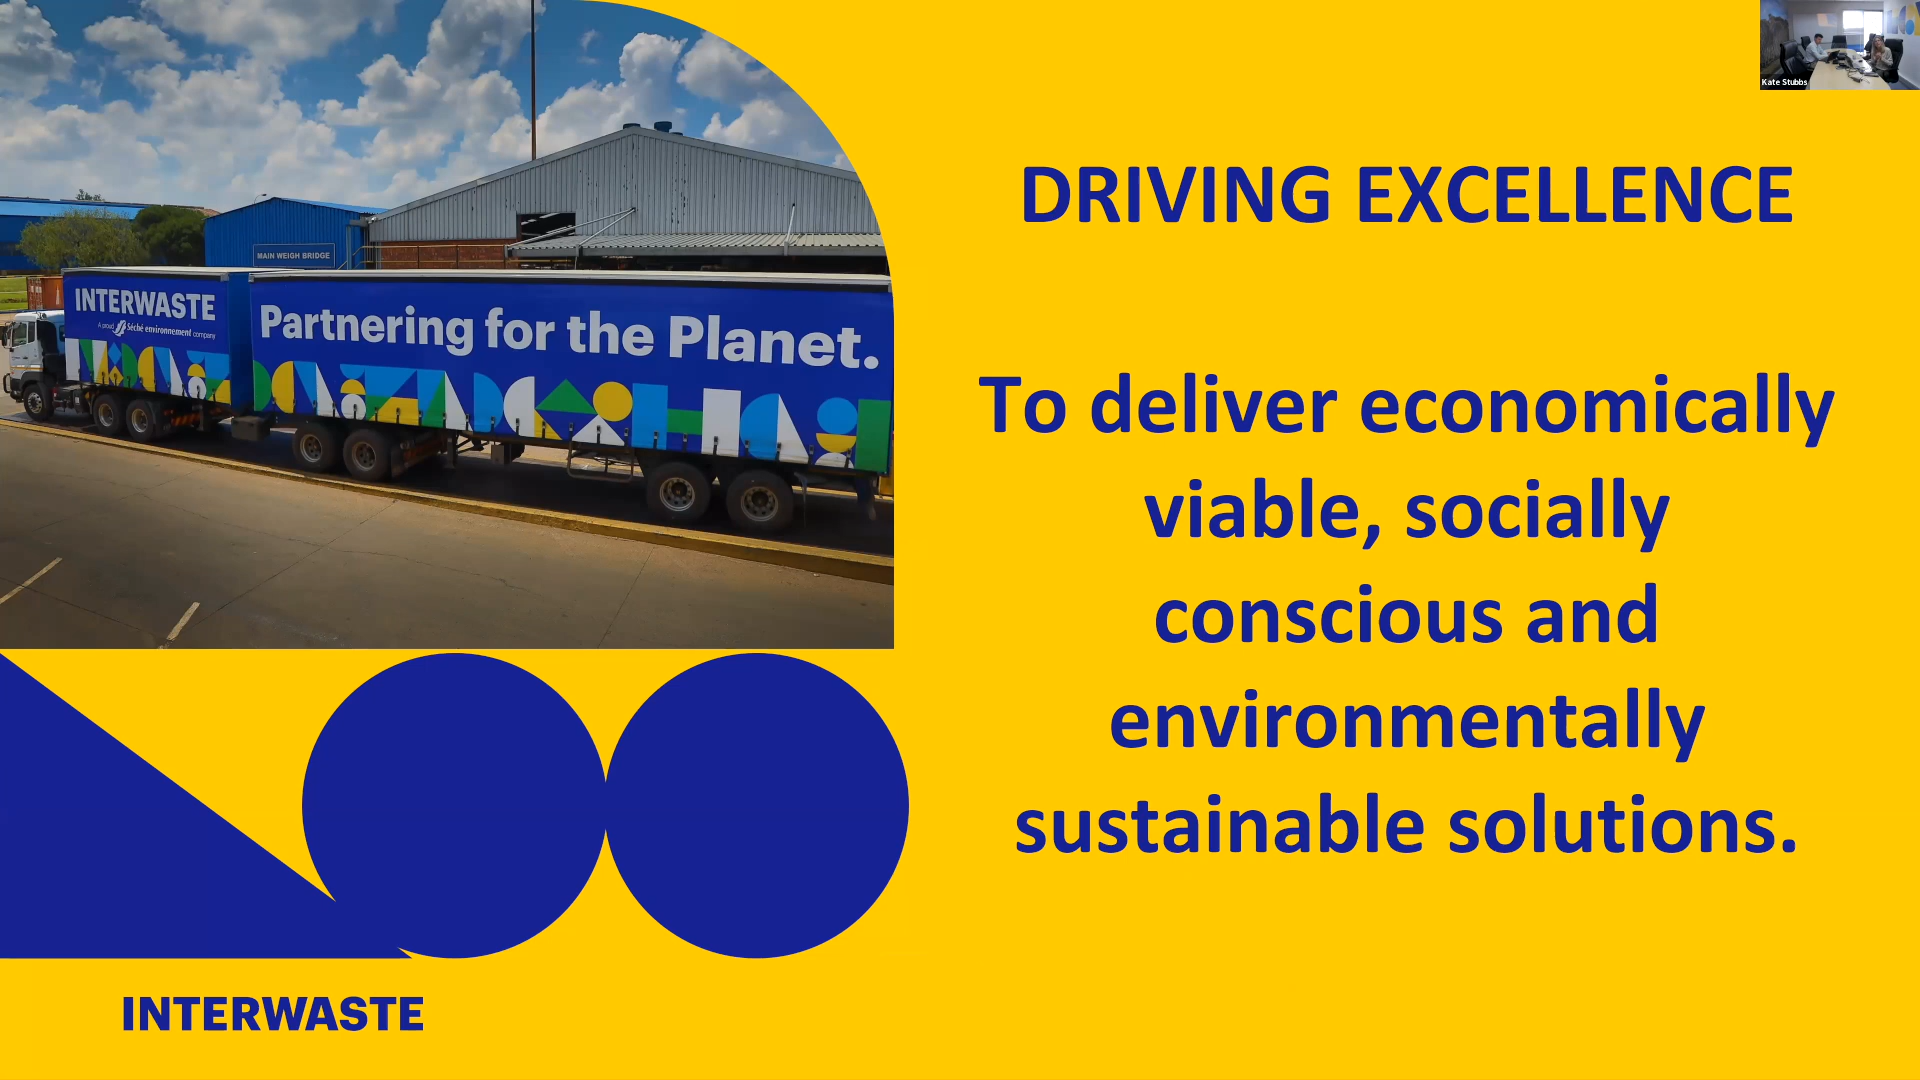 Kate Stubbs
DRIVING EXCELLENCE
To deliver economically
viable, socially
conscious and
environmentally
sustainable solutions.
MAIN WEIGH BRIDGE
INTERWASTE
A proud Séché environnement company
Partnering for the Planet.
INTERWASTE